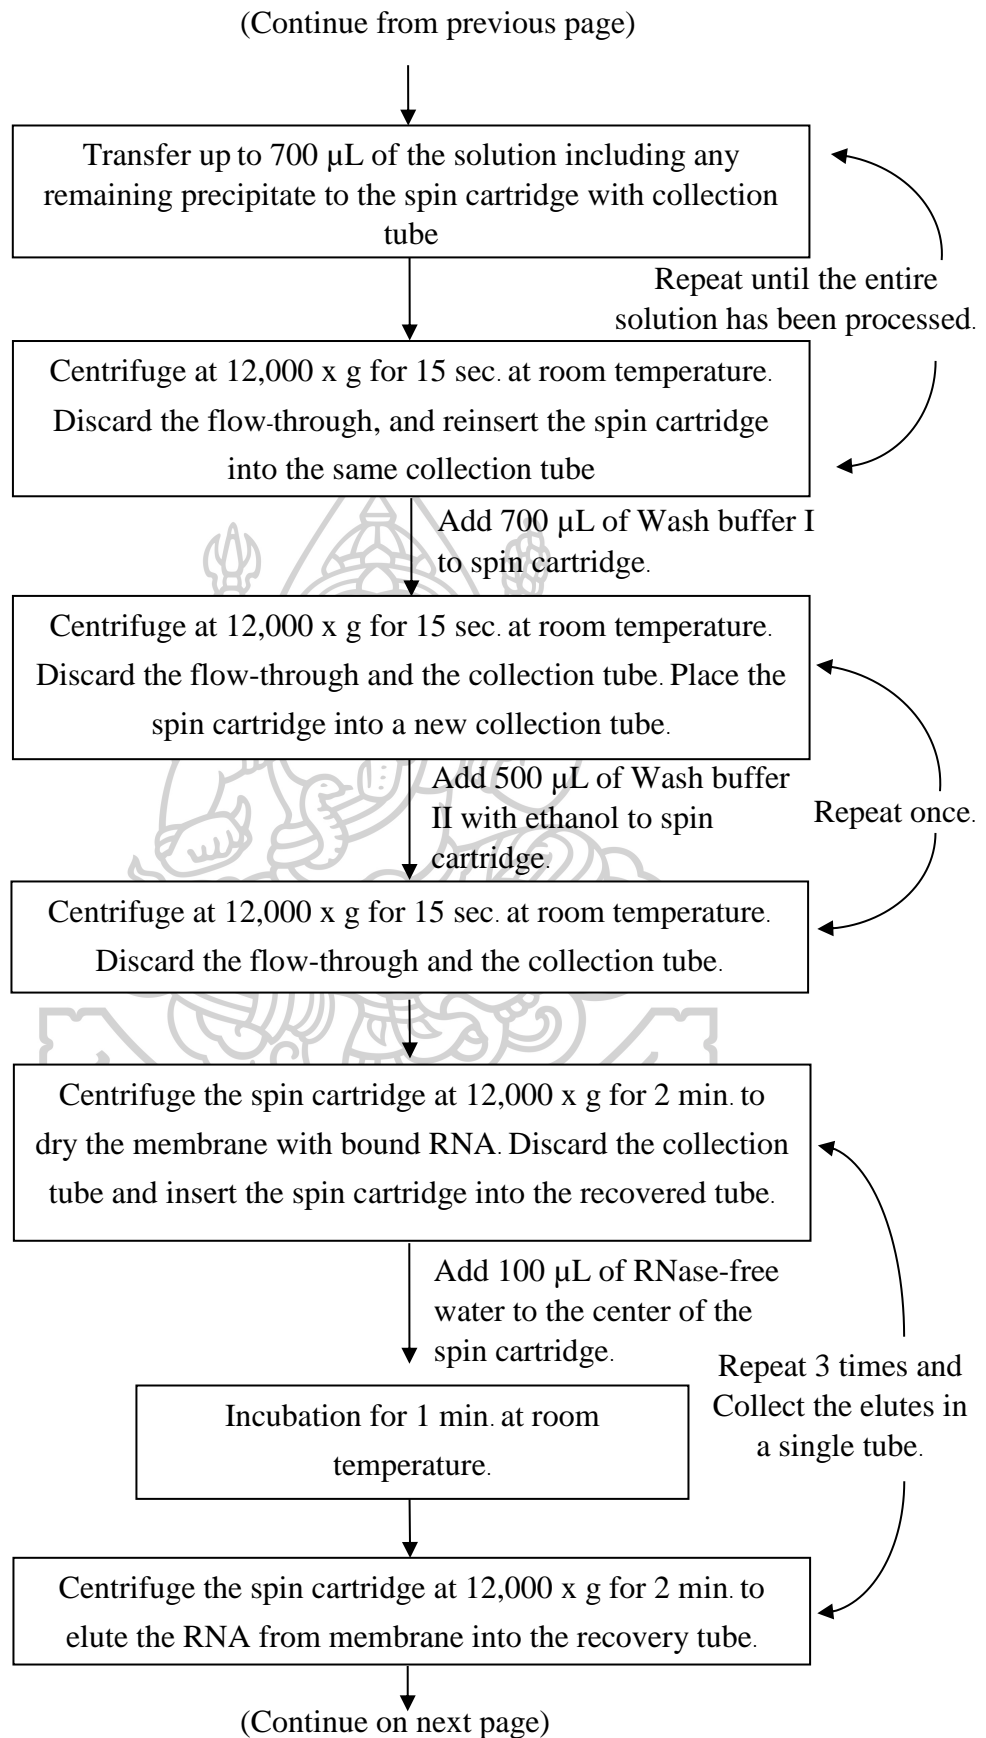 (Continue from previous page)
Transfer up to 700 µL of the solution including any
remaining precipitate to the spin cartridge with collection
tube
Repeat until the entire
solution has been processed.
Centrifuge at 12,000 x g for 15 sec. at room temperature.
Discard the flow-through, and reinsert the spin cartridge
into the same collection tube
Add 700 µL of Wash buffer I
to spin cartridge.
Centrifuge at 12,000 x g for 15 sec. at room temperature.
Discard the flow-through and the collection tube. Place the
spin cartridge into a new collection tube.
Add 500 µL of Wash buffer
II with ethanol to spin
cartridge.
Repeat once.
Centrifuge at 12,000 x g for 15 sec. at room temperature.
Discard the flow-through and the collection tube.
Centrifuge the spin cartridge at 12,000 x g for 2 min. to
dry the membrane with bound RNA. Discard the collection
tube and insert the spin cartridge into the recovered tube.
Add 100 µL of RNase-free
water to the center of the
spin cartridge.
Repeat 3 times and
Collect the elutes in
a single tube.
Incubation for 1 min. at room
temperature.
Centrifuge the spin cartridge at 12,000 x g for 2 min. to
elute the RNA from membrane into the recovery tube.
(Continue on next page)